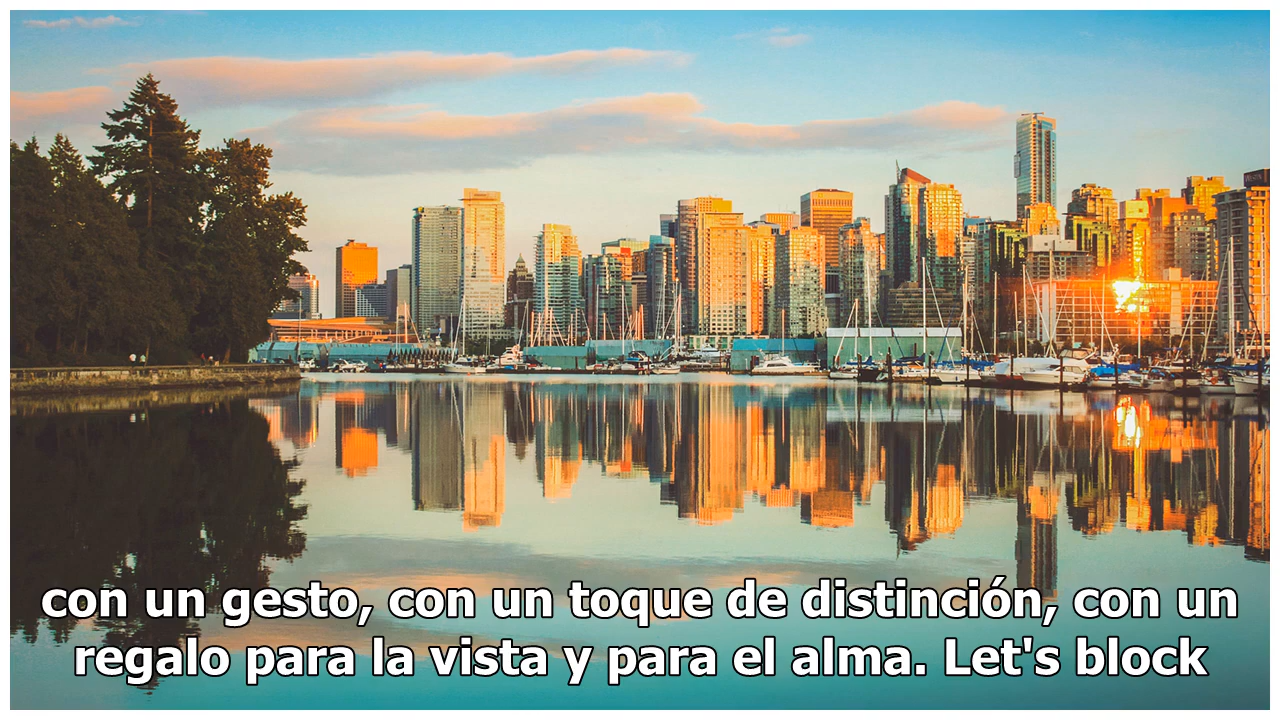 con un gesto, con un toque de distinción, con un
regalo para la vista y para el alma. Let's block